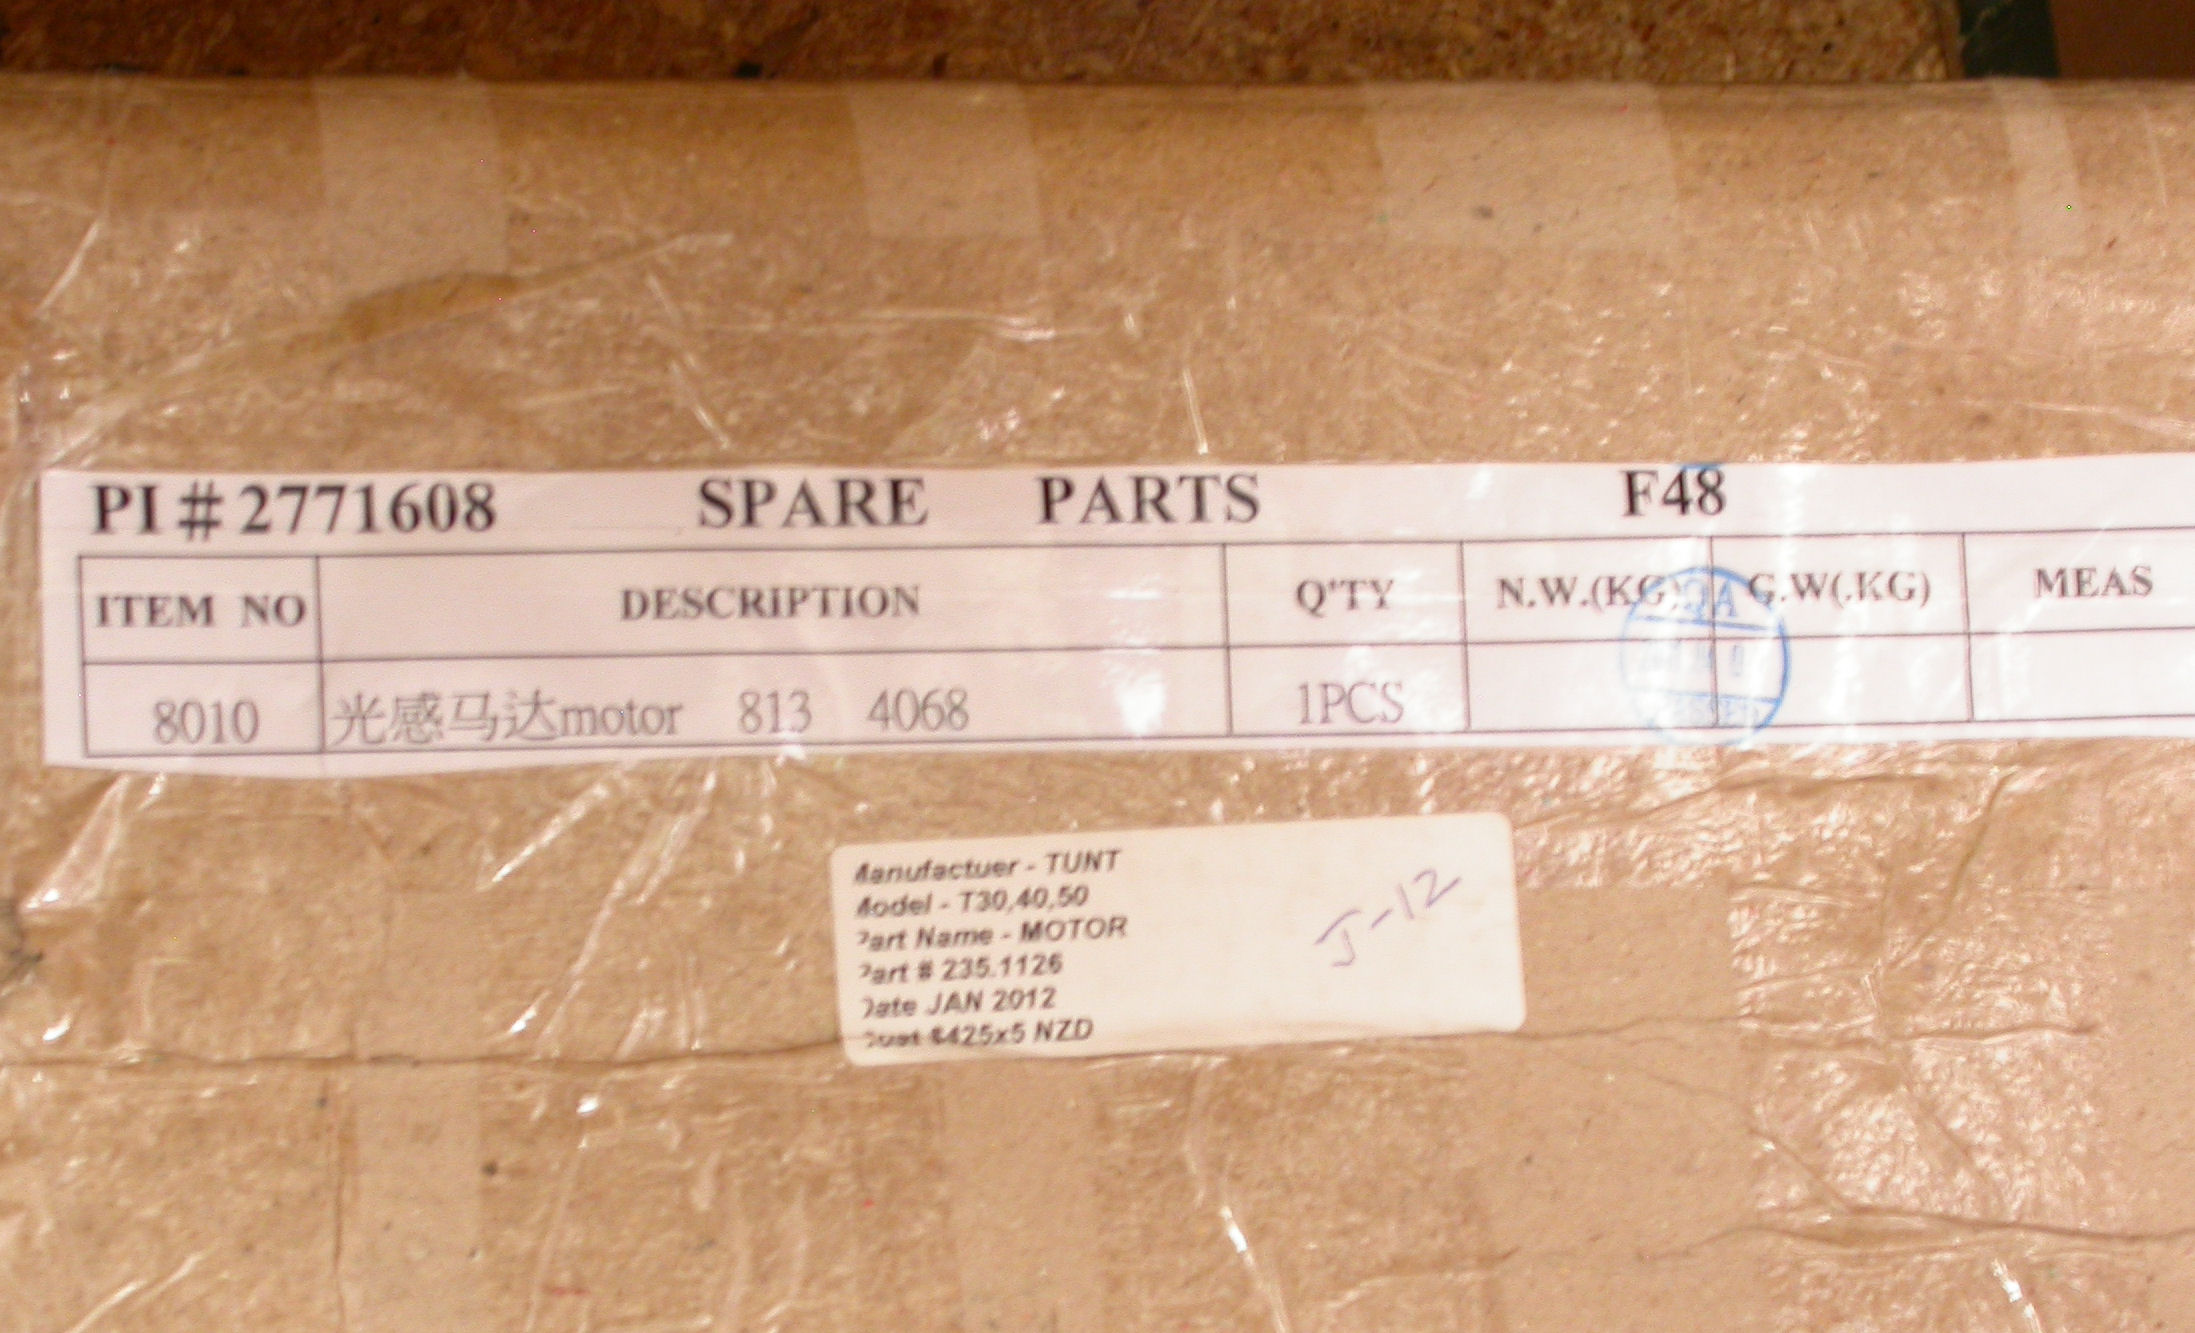 PI#2771608 SPARE PARTS F48
ITEM NO DESCRIPTION Q'TY N.W.(KG) G.W(.KG) MEAS
8010 光感马达motor 813 4068 1PCS
QA
Manufactuer - TUNT
Model - T30,40,50
Part Name - MOTOR
Part # 235.1126
Date JAN 2012
$425x5 NZD
J-12